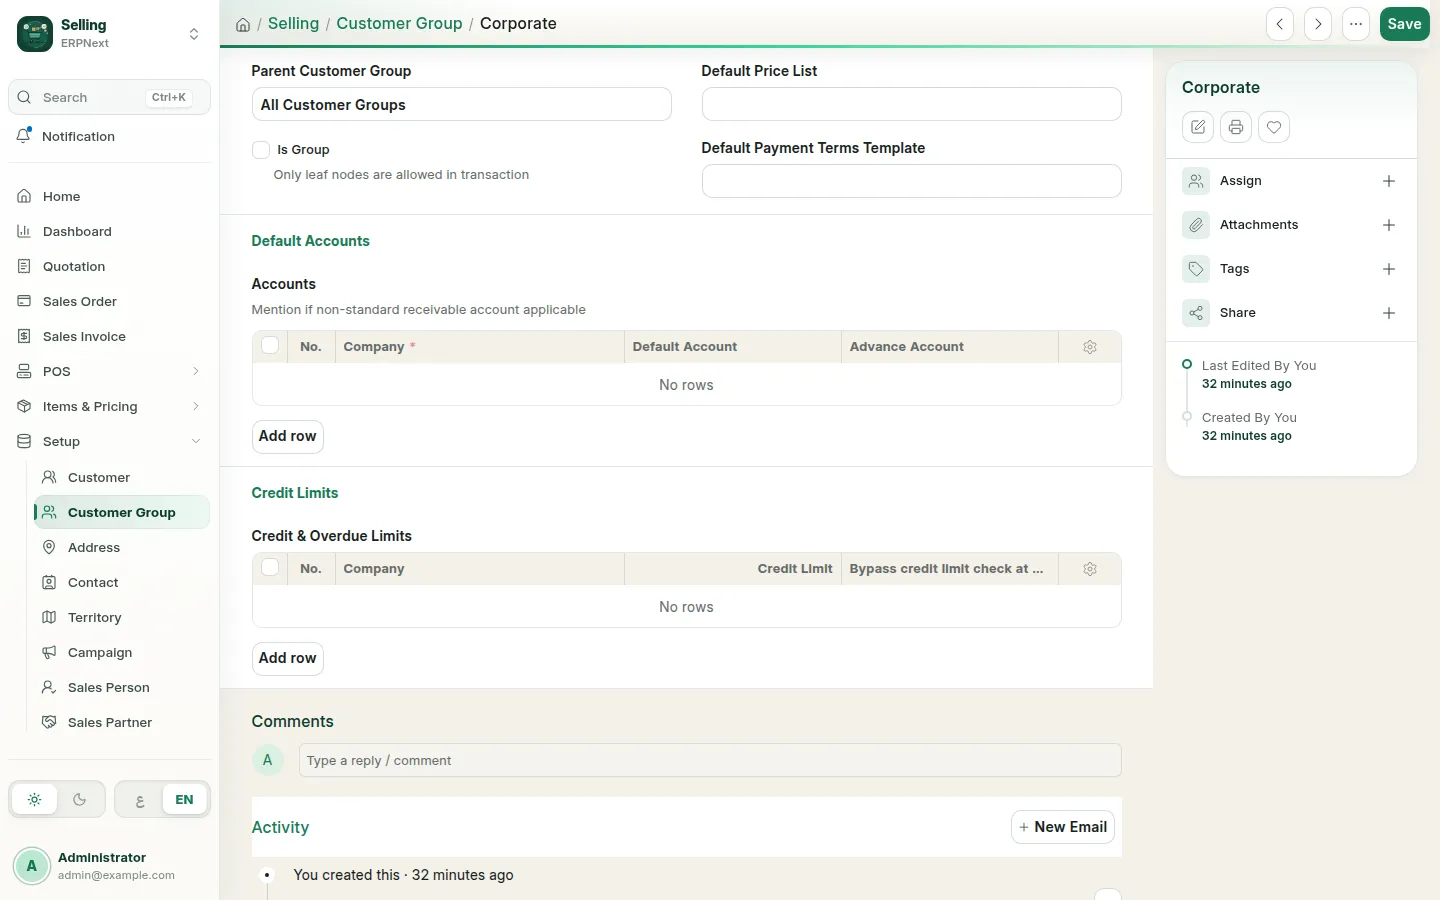 Selling
ERPNext
Search
Ctrl+K
Notification
Home
Dashboard
Quotation
Sales Order
Sales Invoice
POS
Items & Pricing
Setup
Customer
Customer Group
Address
Contact
Territory
Campaign
Sales Person
Sales Partner
ع
EN
A
Administrator
admin@example.com
/ Selling / Customer Group / Corporate
Save
Parent Customer Group
All Customer Groups
Is Group
Only leaf nodes are allowed in transaction
Default Price List
Default Payment Terms Template
Default Accounts
Accounts
Mention if non-standard receivable account applicable
No. Company * Default Account Advance Account
No rows
Add row
Credit Limits
Credit & Overdue Limits
No. Company Credit Limit Bypass credit limit check at ...
No rows
Add row
Comments
A
Type a reply / comment
Activity
+ New Email
You created this · 32 minutes ago
Corporate
Assign
Attachments
Tags
Share
Last Edited By You
32 minutes ago
Created By You
32 minutes ago